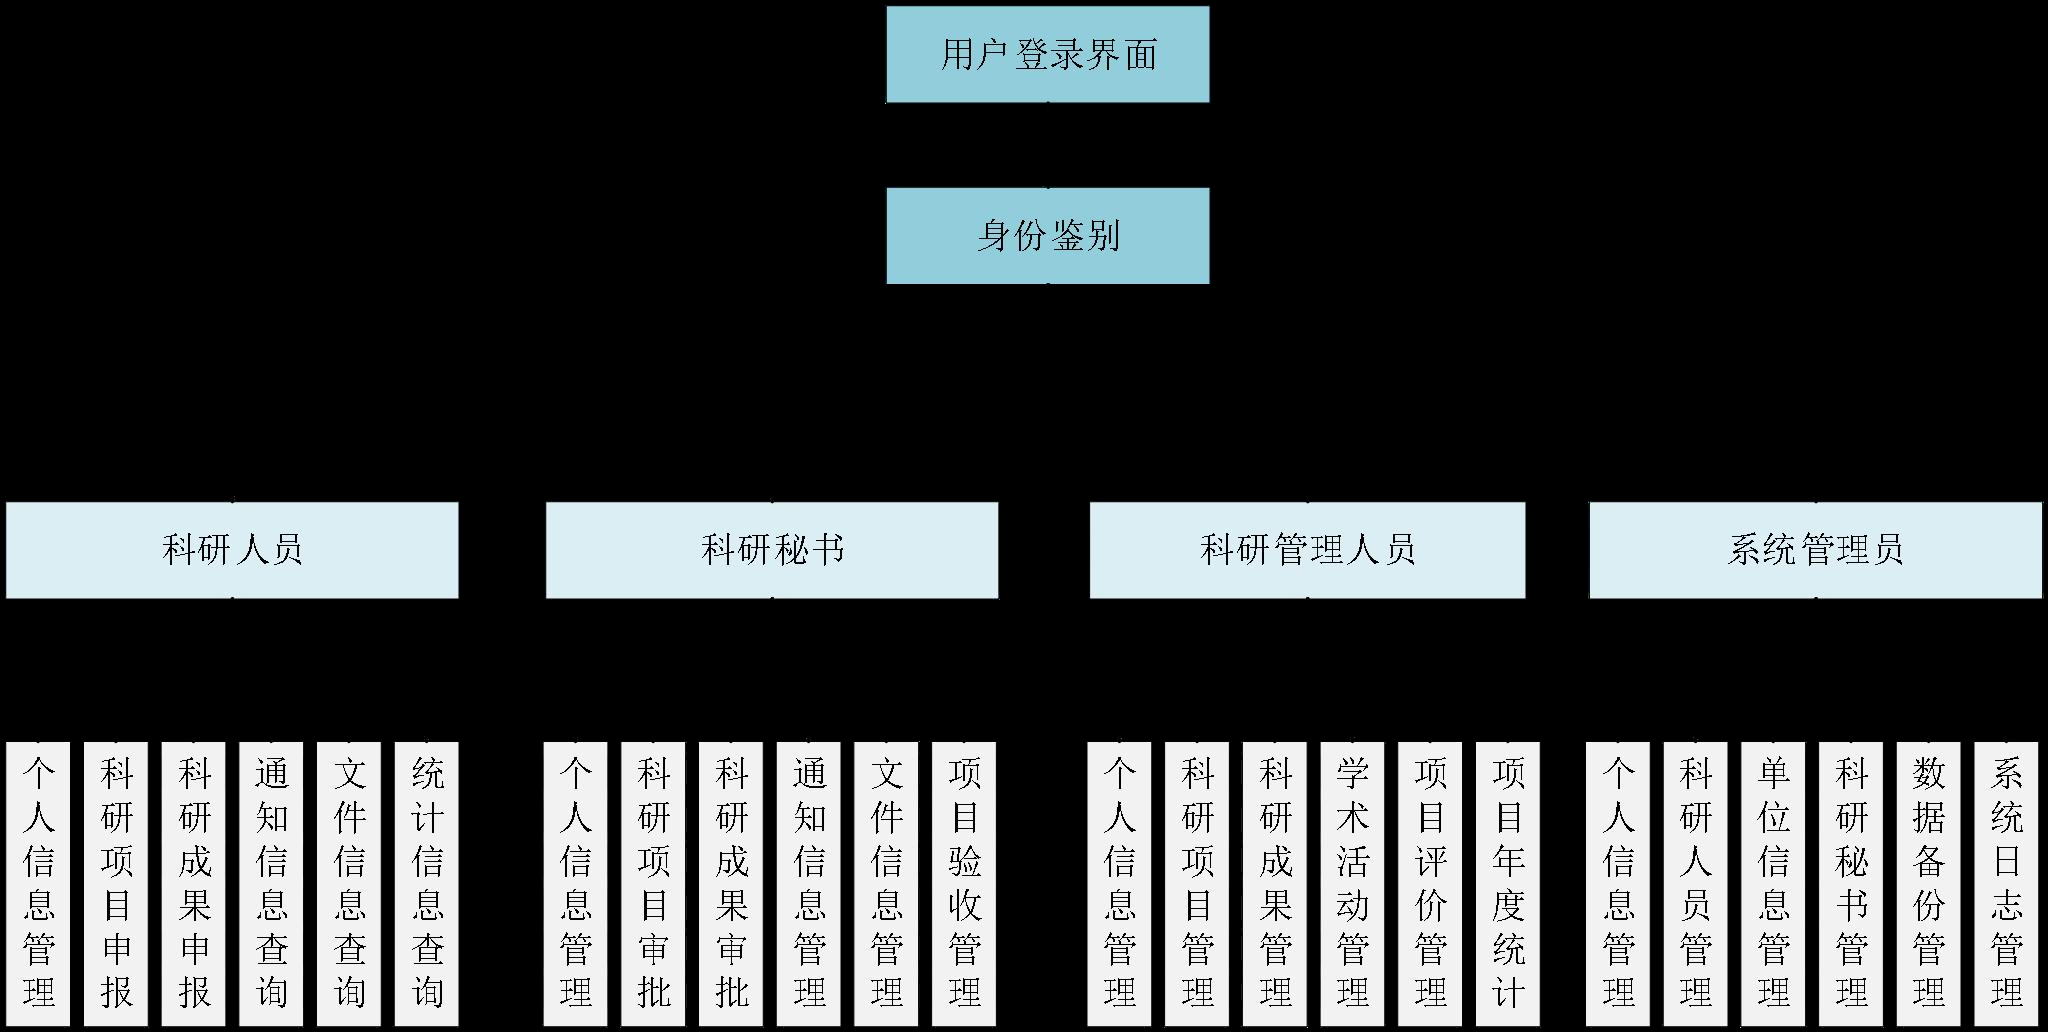 用户登录界面
身份鉴别
科研人员
科研秘书
科研管理人员
系统管理员
个人信息管理
科研项目申报
科研成果申报
通知信息查询
文件信息查询
统计信息查询
个人信息管理
科研项目审批
科研成果审批
通知信息管理
文件信息管理
项目验收管理
个人信息管理
科研项目管理
科研成果管理
学术活动管理
项目评价管理
项目年度统计
个人信息管理
科研人员管理
单位信息管理
科研秘书管理
数据备份管理
系统日志管理